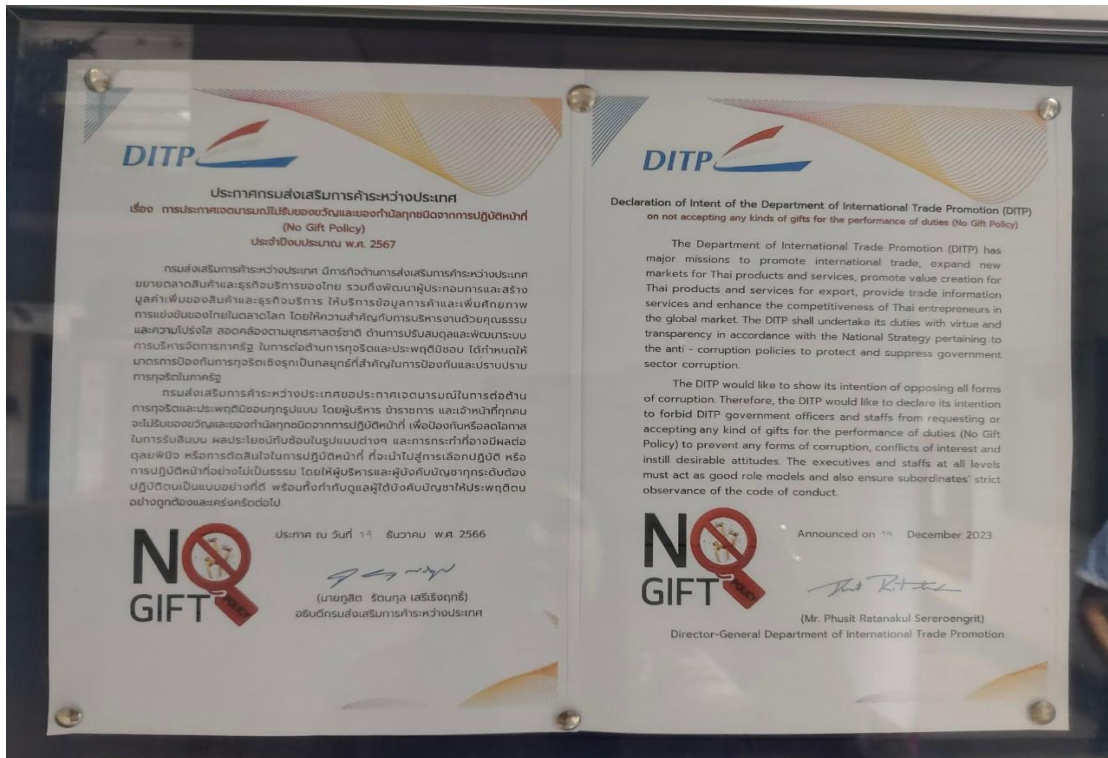 DITP
ประกาศกรมส่งเสริมการค้าระหว่างประเทศ
เรื่อง การประกาศเจตนารมณ์ไม่รับของขวัญและของกำนัลทุกชนิดจากการปฏิบัติหน้าที่
(No Gift Policy)
ประจำปีงบประมาณ พ.ศ. 2567
กรมส่งเสริมการค้าระหว่างประเทศ มีภารกิจด้านการส่งเสริมการค้าระหว่างประเทศ
ขยายตลาดสินค้าและธุรกิจบริการของไทย รวมถึงพัฒนาผู้ประกอบการและสร้าง
มูลค่าเพิ่มของสินค้าและธุรกิจบริการ ให้บริการข้อมูลการค้าและเพิ่มศักยภาพ
การแข่งขันของไทยในตลาดโลก โดยให้ความสำคัญกับการบริหารงานด้วยคุณธรรม
และความโปร่งใส สอดคล้องตามยุทธศาสตร์ชาติ ด้านการปรับสมดุลและพัฒนาระบบ
การบริหารจัดการภาครัฐ ในการต่อต้านการทุจริตและประพฤติมิชอบ ได้กำหนดให้
มาตรการป้องกันการทุจริตเชิงรุกเป็นกลยุทธ์ที่สำคัญในการป้องกันและปราบปราม
การทุจริตในภาครัฐ
กรมส่งเสริมการค้าระหว่างประเทศขอประกาศเจตนารมณ์ในการต่อต้าน
การทุจริตและประพฤติมิชอบทุกรูปแบบ โดยผู้บริหาร ข้าราชการ และเจ้าหน้าที่ทุกคน
จะไม่รับของขวัญและของกำนัลทุกชนิดจากการปฏิบัติหน้าที่ เพื่อป้องกันหรือลดโอกาส
ในการรับสินบน ผลประโยชน์ทับซ้อนในรูปแบบต่างๆ และการกระทำที่อาจมีผลต่อ
ดุลยพินิจ หรือการตัดสินใจในการปฏิบัติหน้าที่ ที่จะนำไปสู่การเลือกปฏิบัติ หรือ
การปฏิบัติหน้าที่อย่างไม่เป็นธรรม โดยให้ผู้บริหารและผู้บังคับบัญชาทุกระดับต้อง
ปฏิบัติตนเป็นแบบอย่างที่ดี พร้อมทั้งกำกับดูแลผู้ใต้บังคับบัญชาให้ประพฤติตน
อย่างถูกต้องและเคร่งครัดต่อไป
ประกาศ ณ วันที่ 19 ธันวาคม พ.ศ. 2566
NO
GIFT
POLICY
(นายภูสิต รัตนกุล เสรีเริงฤทธิ์)
อธิบดีกรมส่งเสริมการค้าระหว่างประเทศ
DITP
Declaration of Intent of the Department of International Trade Promotion (DITP)
on not accepting any kinds of gifts for the performance of duties (No Gift Policy)
The Department of International Trade Promotion (DITP) has
major missions to promote international trade, expand new
markets for Thai products and services, promote value creation for
Thai products and services for export, provide trade information
services and enhance the competitiveness of Thai entrepreneurs in
the global market. The DITP shall undertake its duties with virtue and
transparency in accordance with the National Strategy pertaining to
the anti - corruption policies to protect and suppress government
sector corruption.
The DITP would like to show its intention of opposing all forms
of corruption. Therefore, the DITP would like to declare its intention
to forbid DITP government officers and staffs from requesting or
accepting any kind of gifts for the performance of duties (No Gift
Policy) to prevent any forms of corruption, conflicts of interest and
instill desirable attitudes. The executives and staffs at all levels
must act as good role models and also ensure subordinates' strict
observance of the code of conduct.
Announced on 19 December 2023
NO
GIFT
POLICY
(Mr. Phusit Ratanakul Sereroengrit)
Director-General Department of International Trade Promotion